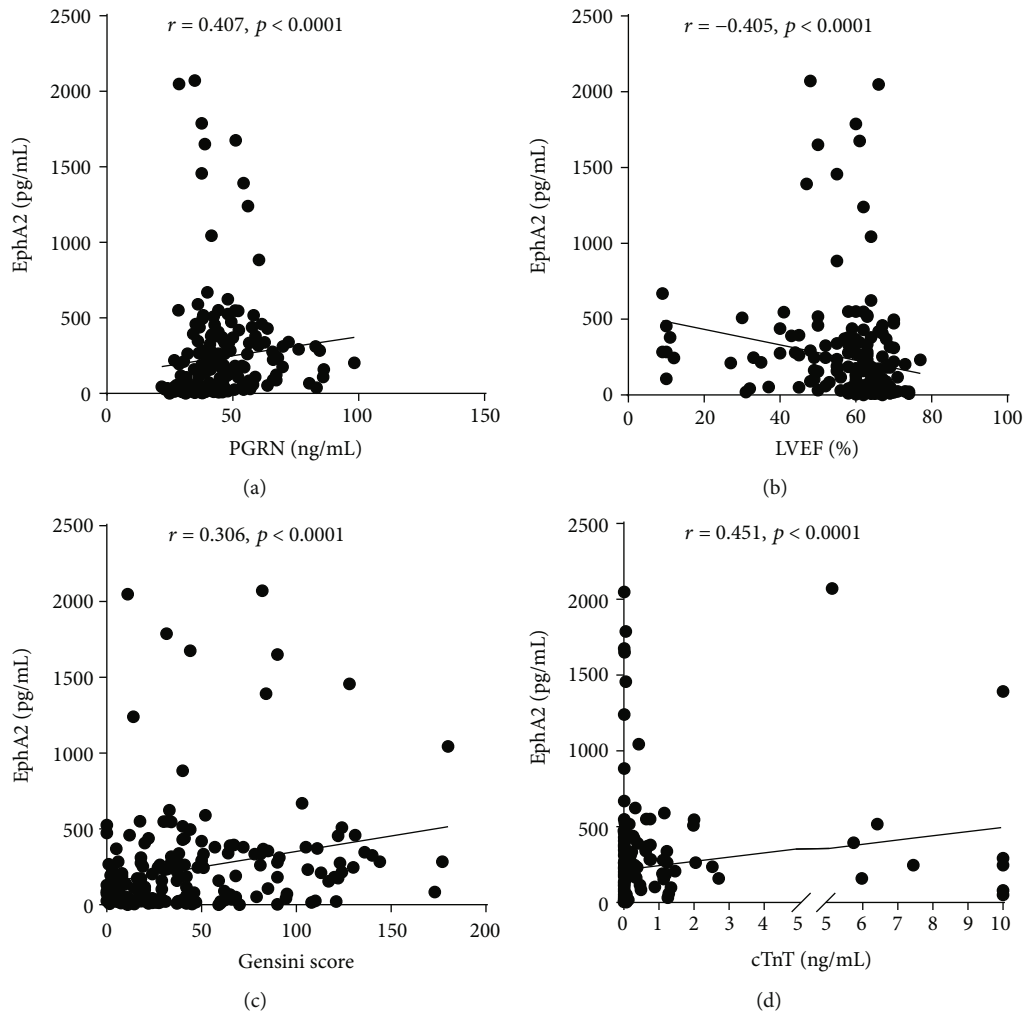 r = 0.407, p < 0.0001
2500
2000
1500
1000
500
0
EphA2 (pg/mL)
0 50 100 150
PGRN (ng/mL)
(a)
r = −0.405, p < 0.0001
2500
2000
1500
1000
500
0
EphA2 (pg/mL)
0 20 40 60 80 100
LVEF (%)
(b)
r = 0.306, p < 0.0001
2500
2000
1500
1000
500
0
EphA2 (pg/mL)
0 50 100 150 200
Gensini score
(c)
r = 0.451, p < 0.0001
2500
2000
1500
1000
500
0
EphA2 (pg/mL)
0 1 2 3 4 5 5 6 7 8 9 10
cTnT (ng/mL)
(d)